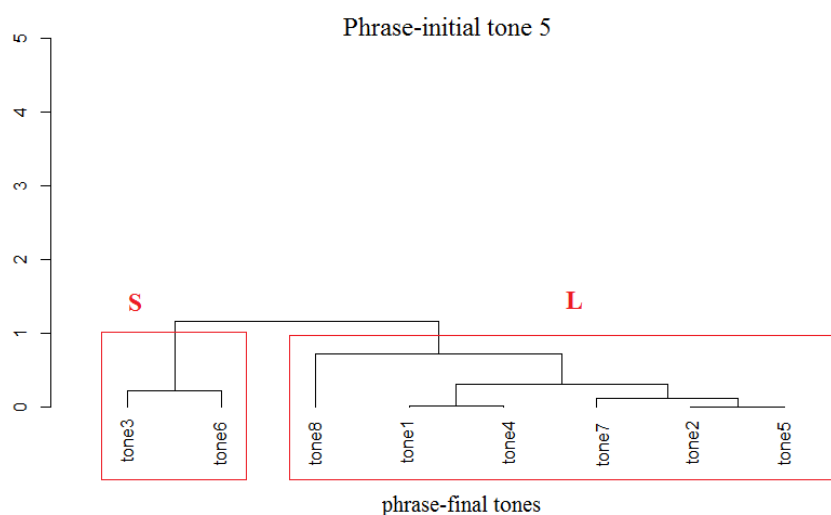 Phrase-initial tone 5
5
4
3
2
1
0
S
L
tone3
tone6
tone8
tone1
tone4
tone7
tone2
tone5
phrase-final tones